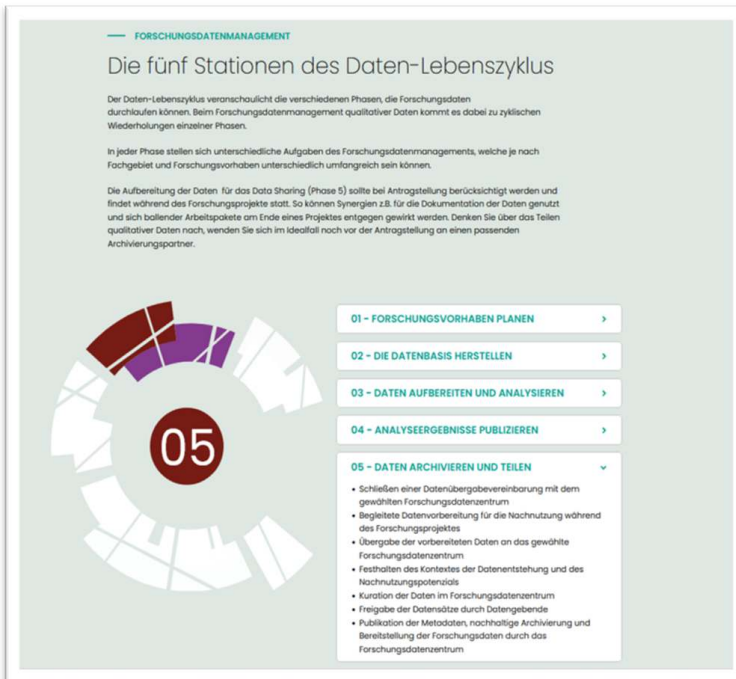 FORSCHUNGSDATENMANAGEMENT
Die fünf Stationen des Daten-Lebenszyklus
Der Daten-Lebenszyklus veranschaulicht die verschiedenen Phasen, die Forschungsdaten
durchlaufen können. Beim Forschungsdatenmanagement qualitativer Daten kommt es dabei zu zyklischen
Wiederholungen einzelner Phasen.
In jeder Phase stellen sich unterschiedliche Aufgaben des Forschungsdatenmanagements, welche je nach
Fachgebiet und Forschungsvorhaben unterschiedlich umfangreich sein können.
Die Aufbereitung der Daten für das Data Sharing (Phase 5) sollte bei Antragstellung berücksichtigt werden und
findet während des Forschungsprojekte statt. So können Synergien z.B. für die Dokumentation der Daten genutzt
und sich ballender Arbeitspakete am Ende eines Projektes entgegen gewirkt werden. Denken Sie über das Teilen
qualitativer Daten nach, wenden Sie sich im Idealfall noch vor der Antragstellung an einen passenden
Archivierungspartner.
05
01 - FORSCHUNGSVORHABEN PLANEN
02 - DIE DATENBASIS HERSTELLEN
03 - DATEN AUFBEREITEN UND ANALYSIEREN
04 - ANALYSEERGEBNISSE PUBLIZIEREN
05 - DATEN ARCHIVIEREN UND TEILEN
• Schließen einer Datenübergabevereinbarung mit dem
gewählten Forschungsdatenzentrum
• Begleitete Datenvorbereitung für die Nachnutzung während
des Forschungsprojektes
• Übergabe der vorbereiteten Daten an das gewählte
Forschungsdatenzentrum
• Festhalten des Kontextes der Datenentstehung und des
Nachnutzungspotenzials
• Kuration der Daten im Forschungsdatenzentrum
• Freigabe der Datensätze durch Datengebende
• Publikation der Metadaten, nachhaltige Archivierung und
Bereitstellung der Forschungsdaten durch das
Forschungsdatenzentrum